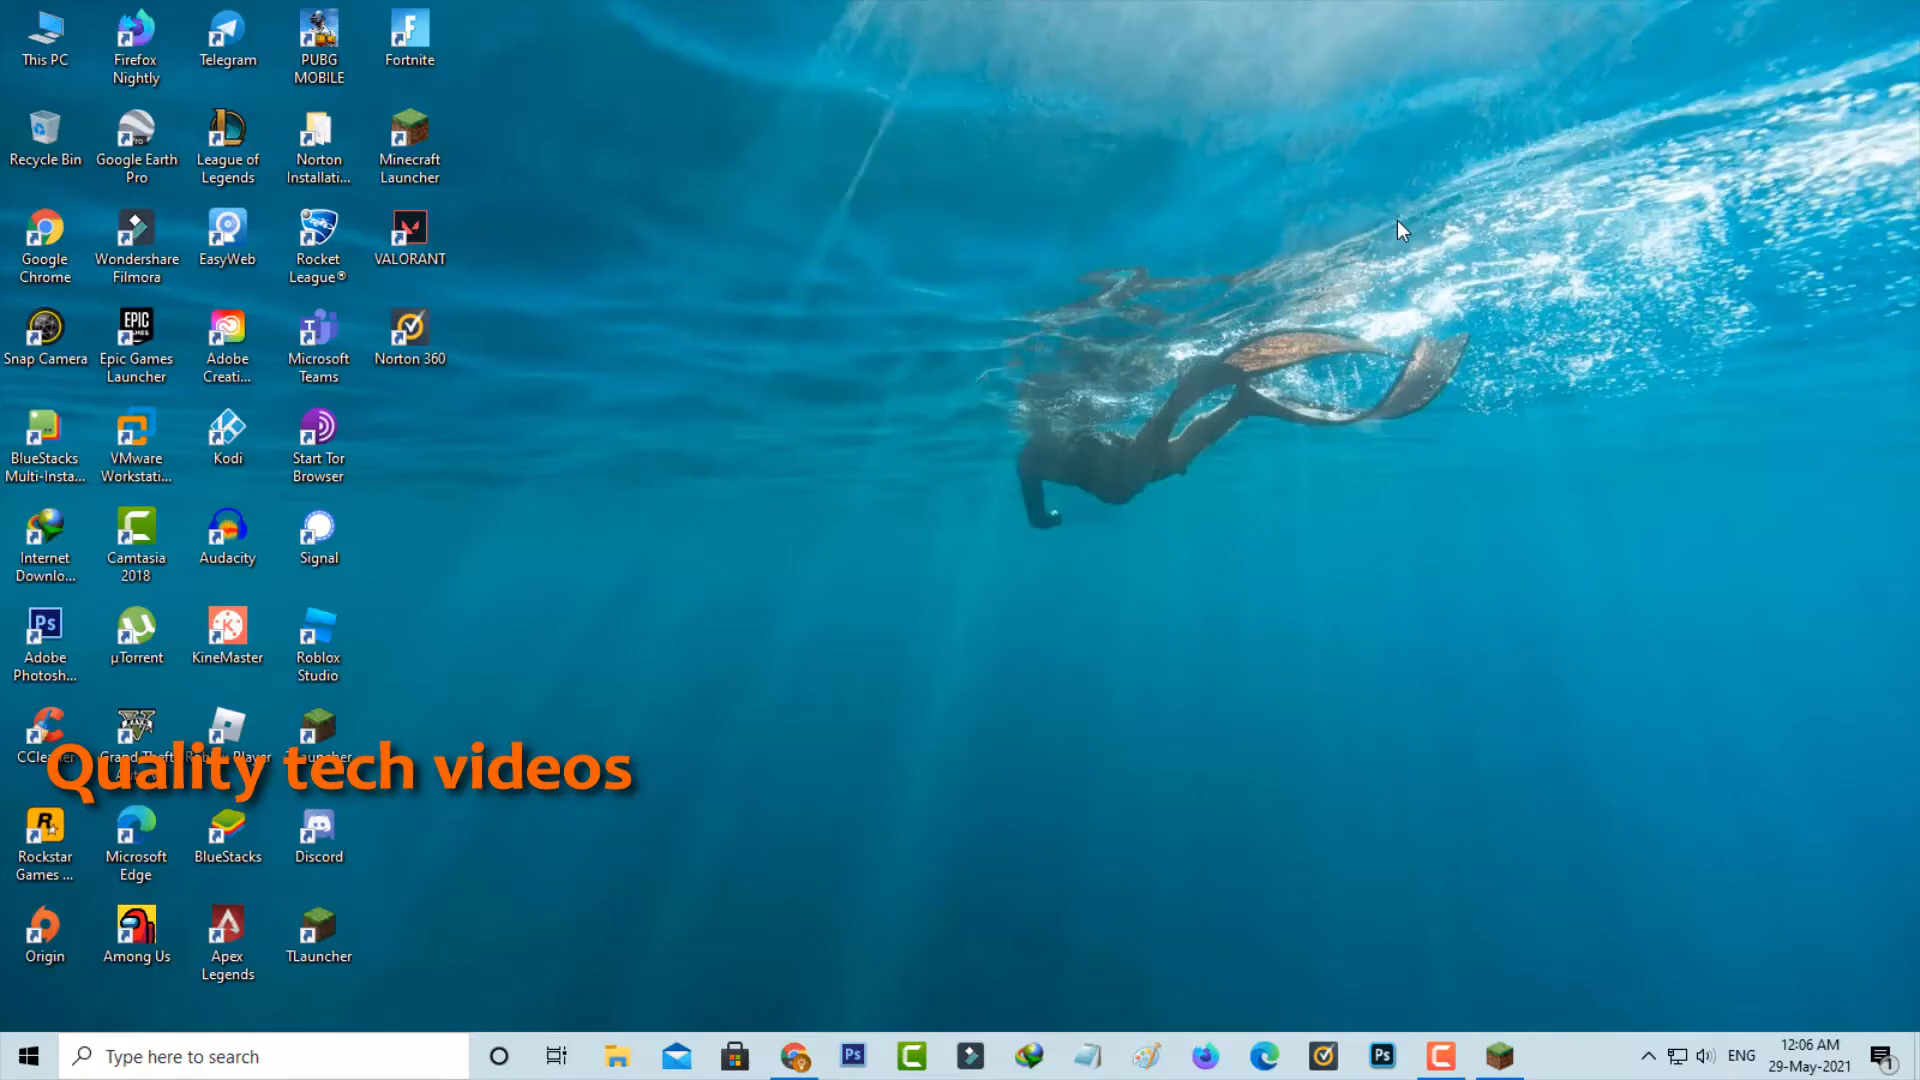 This PC
Firefox
Nightly
Telegram
PUBG
MOBILE
Fortnite
Recycle Bin
Google Earth
Pro
League of
Legends
Norton
Installati...
Minecraft
Launcher
Google
Chrome
Wondershare
Filmora
EasyWeb
Rocket
League®
VALORANT
Snap Camera
Epic Games
Launcher
Adobe
Creati...
Microsoft
Teams
Norton 360
BlueStacks
Multi-Insta...
VMware
Workstati...
Kodi
Start Tor
Browser
Internet
Downlo...
Camtasia
2018
Audacity
Signal
Adobe
Photosh...
µTorrent
KineMaster
Roblox
Studio
Quality tech videos
Rockstar
Games ...
Microsoft
Edge
BlueStacks
Discord
Origin
Among Us
Apex
Legends
TLauncher
Type here to search
ENG
12:06 AM
29-May-2021